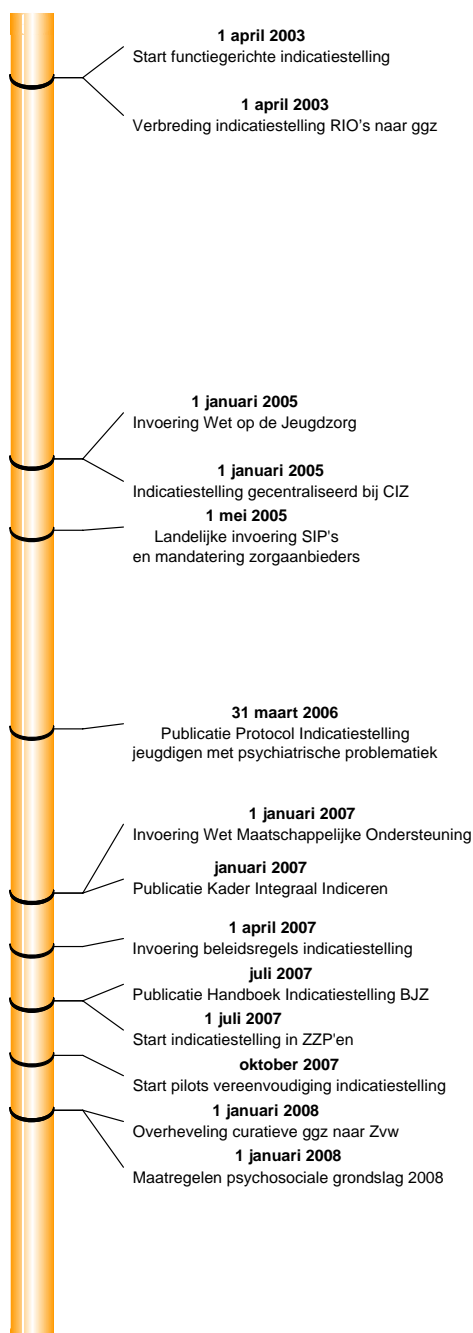 1 april 2003
Start functiegerichte indicatiestelling
1 april 2003
Verbreding indicatiestelling RIO's naar ggz
1 januari 2005
Invoering Wet op de Jeugdzorg
1 januari 2005
Indicatiestelling gecentraliseerd bij CIZ
1 mei 2005
Landelijke invoering SIP's
en mandatering zorgaanbieders
31 maart 2006
Publicatie Protocol Indicatiestelling
jeugdigen met psychiatrische problematiek
1 januari 2007
Invoering Wet Maatschappelijke Ondersteuning
januari 2007
Publicatie Kader Integraal Indiceren
1 april 2007
Invoering beleidsregels indicatiestelling
juli 2007
Publicatie Handboek Indicatiestelling BJZ
1 juli 2007
Start indicatiestelling in ZZP'en
oktober 2007
Start pilots vereenvoudiging indicatiestelling
1 januari 2008
Overheveling curatieve ggz naar Zvw
1 januari 2008
Maatregelen psychosociale grondslag 2008